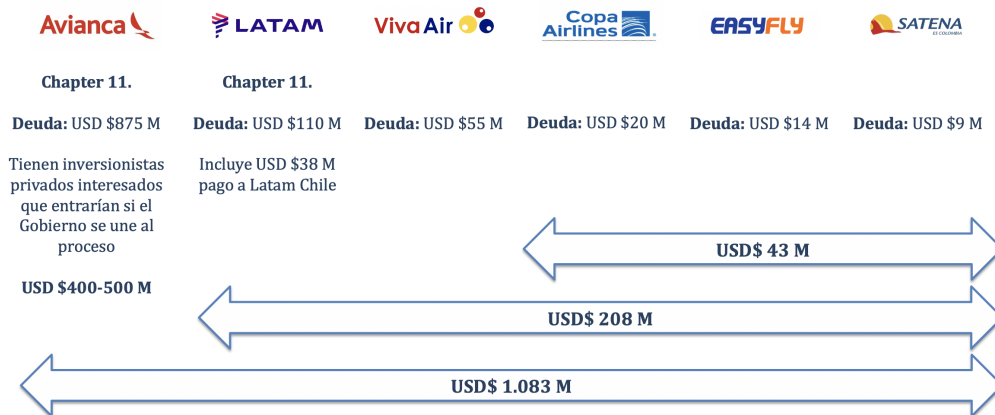 Avianca
LATAM
Viva Air
Copa
Airlines
EASYFLY
SATENA
ES COLOMBIA
Chapter 11.
Chapter 11.
Deuda: USD $875 M
Deuda: USD $110 M
Deuda: USD $55 M
Deuda: USD $20 M
Deuda: USD $14 M
Deuda: USD $9 M
Tienen inversionistas
privados interesados
que entrarían si el
Gobierno se une al
proceso
USD $400-500 M
Incluye USD $38 M
pago a Latam Chile
USD$ 43 M
USD$ 208 M
USD$ 1.083 M